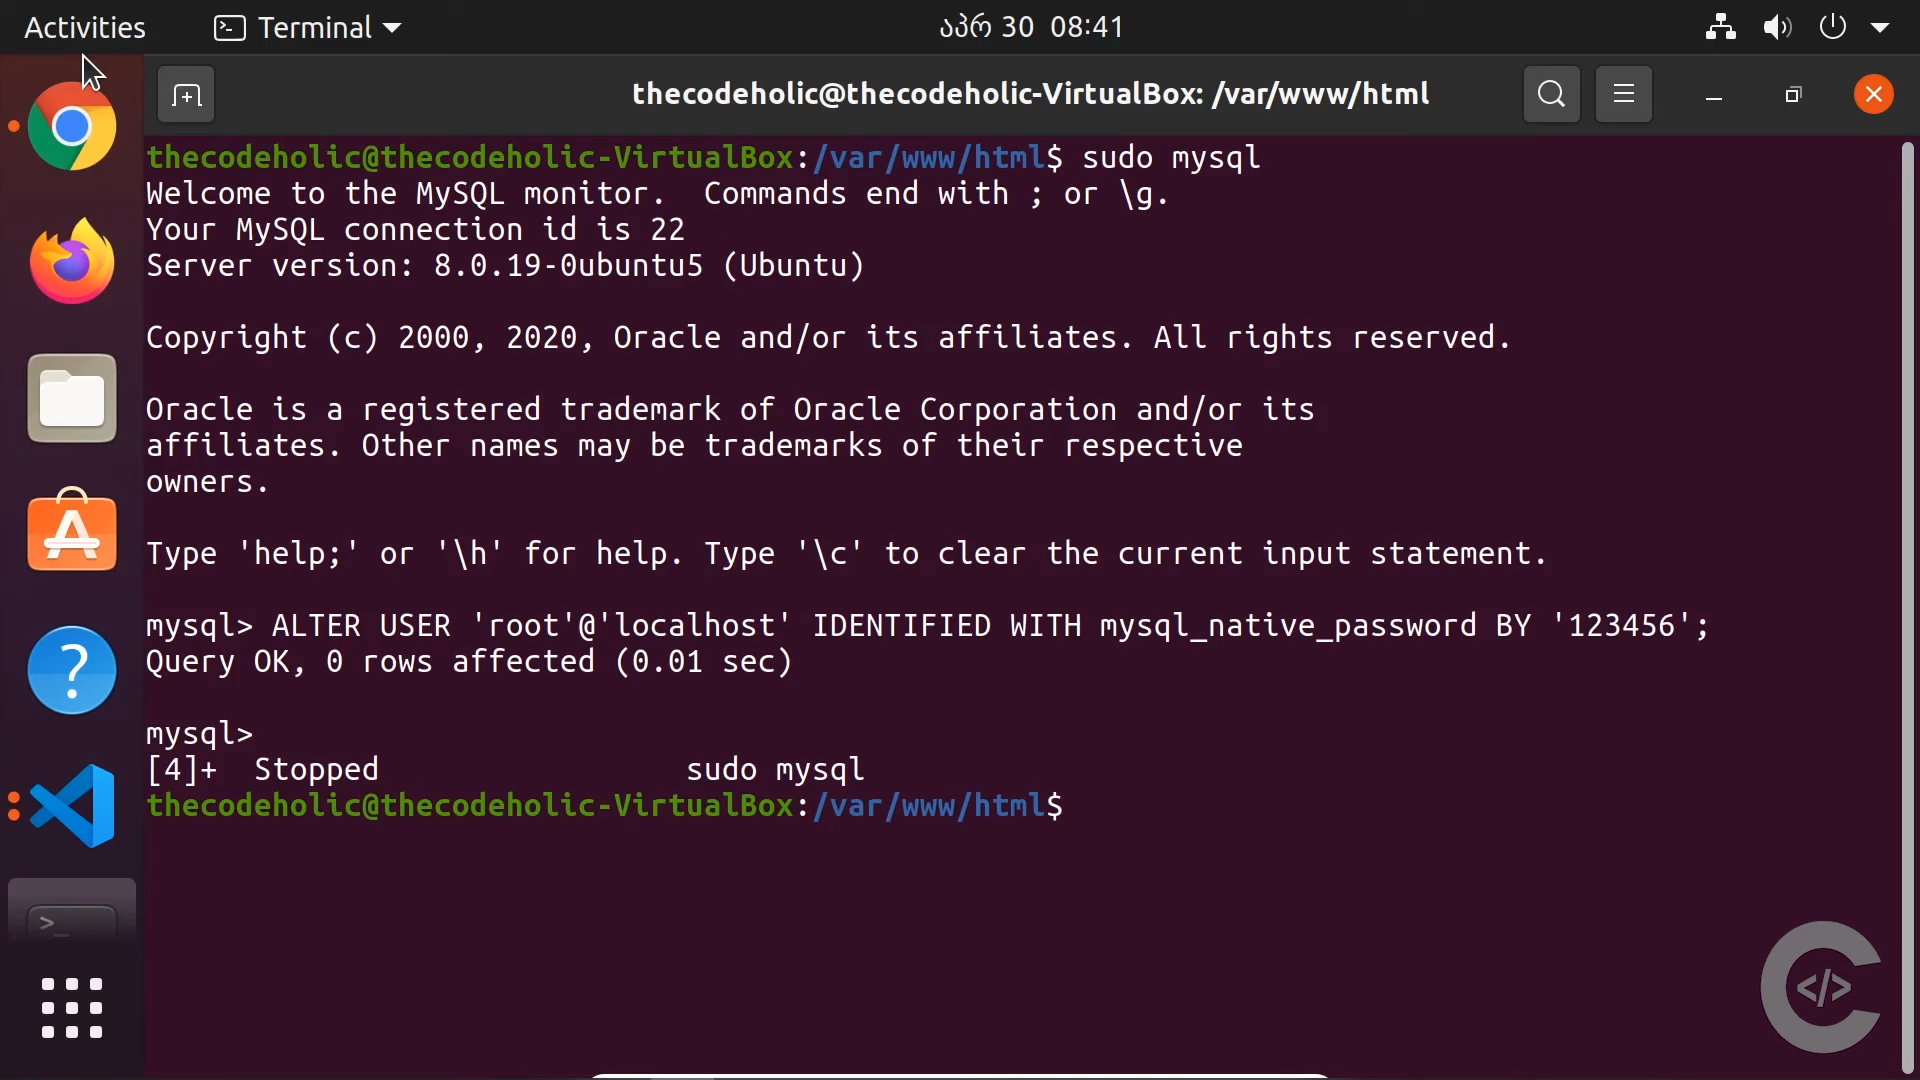 Activities
Terminal
აპრ 30 08:41
thecodeholic@thecodeholic-VirtualBox: /var/www/html
thecodeholic@thecodeholic-VirtualBox:/var/www/html$ sudo mysql
Welcome to the MySQL monitor.  Commands end with ; or \g.
Your MySQL connection id is 22
Server version: 8.0.19-0ubuntu5 (Ubuntu)
Copyright (c) 2000, 2020, Oracle and/or its affiliates. All rights reserved.
Oracle is a registered trademark of Oracle Corporation and/or its
affiliates. Other names may be trademarks of their respective
owners.
Type 'help;' or '\h' for help. Type '\c' to clear the current input statement.
mysql> ALTER USER 'root'@'localhost' IDENTIFIED WITH mysql_native_password BY '123456';
Query OK, 0 rows affected (0.01 sec)
mysql>
[4]+  Stopped                 sudo mysql
thecodeholic@thecodeholic-VirtualBox:/var/www/html$